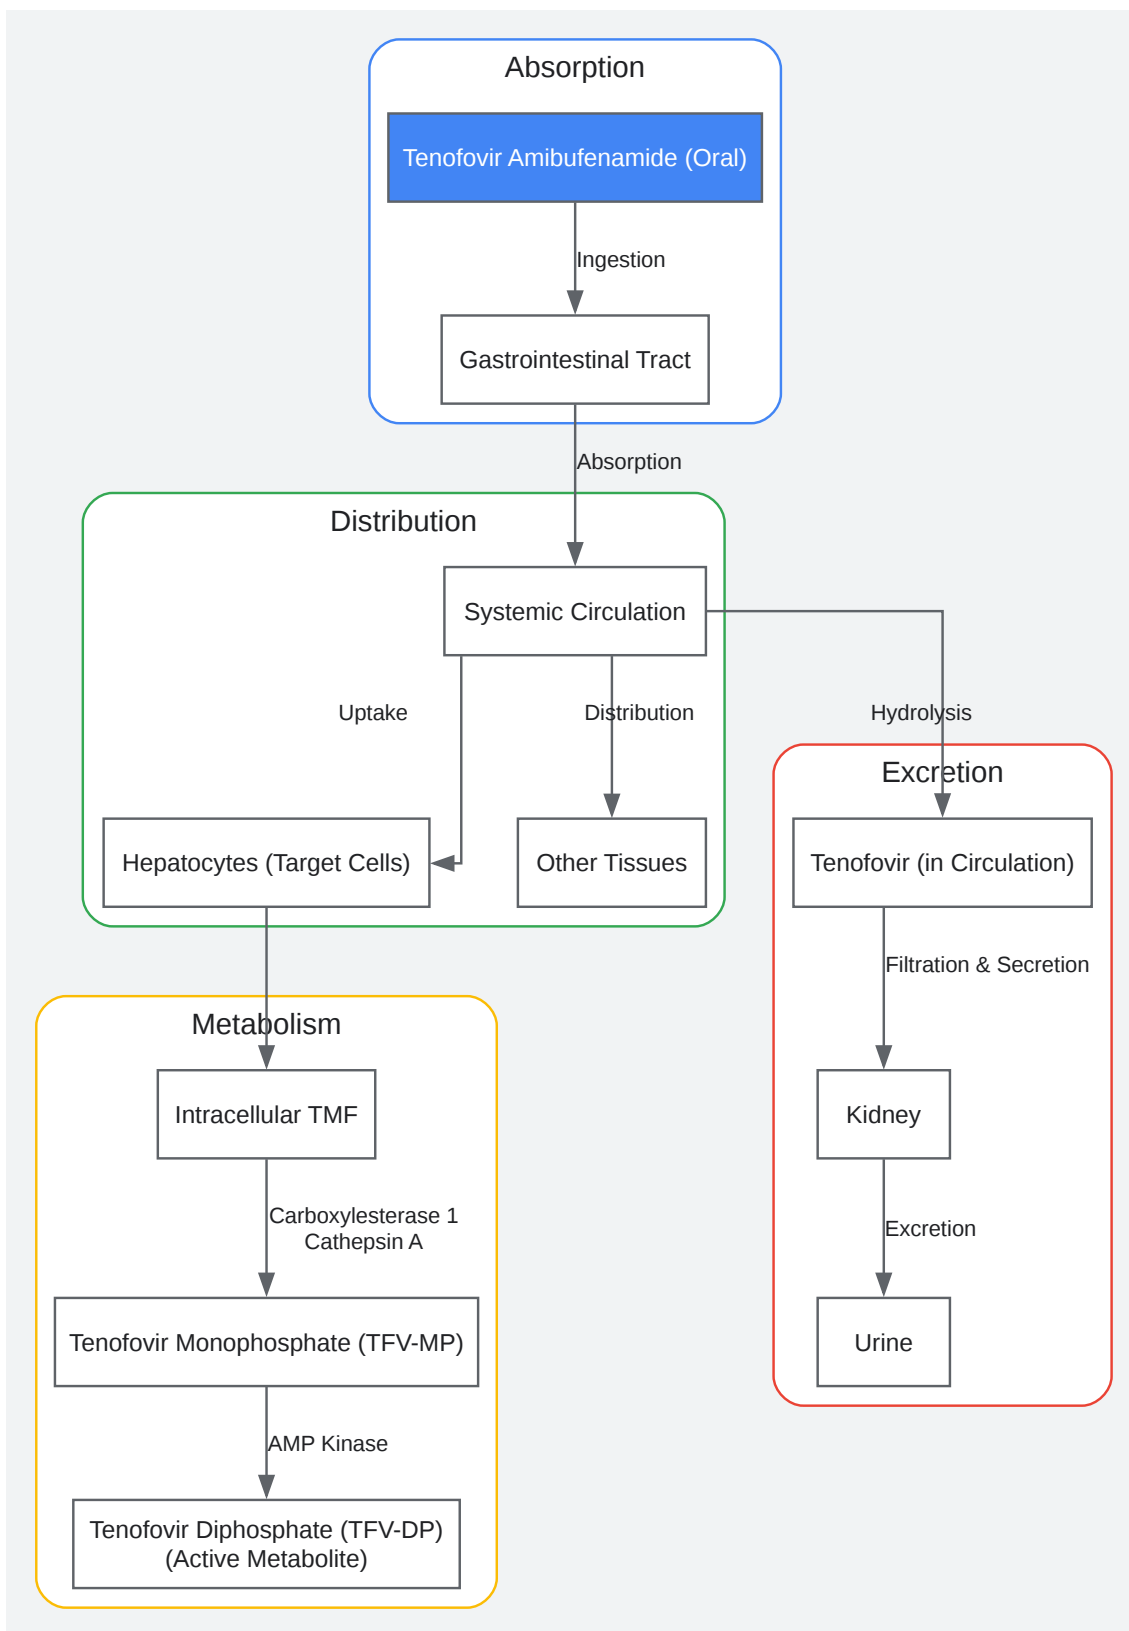 Absorption
Tenofovir Amibufenamide (Oral)
Ingestion
Gastrointestinal Tract
Absorption
Distribution
Systemic Circulation
Uptake
Distribution
Hydrolysis
Excretion
Hepatocytes (Target Cells)
Other Tissues
Tenofovir (in Circulation)
Filtration & Secretion
Metabolism
Intracellular TMF
Kidney
Carboxylesterase 1
Cathepsin A
Excretion
Tenofovir Monophosphate (TFV-MP)
Urine
AMP Kinase
Tenofovir Diphosphate (TFV-DP)
(Active Metabolite)